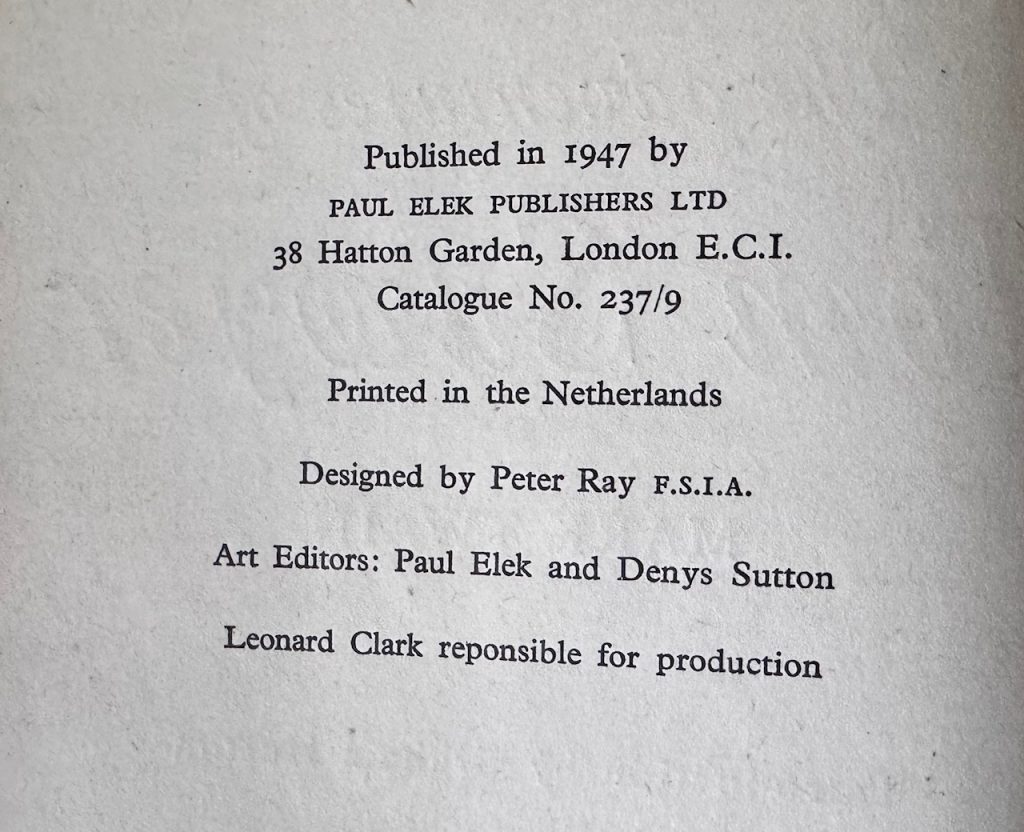 Published in 1947 by
PAUL ELEK PUBLISHERS LTD
38 Hatton Garden, London E.C.I.
Catalogue No. 237/9
Printed in the Netherlands
Designed by Peter Ray F.S.I.A.
Art Editors: Paul Elek and Denys Sutton
Leonard Clark reponsible for production